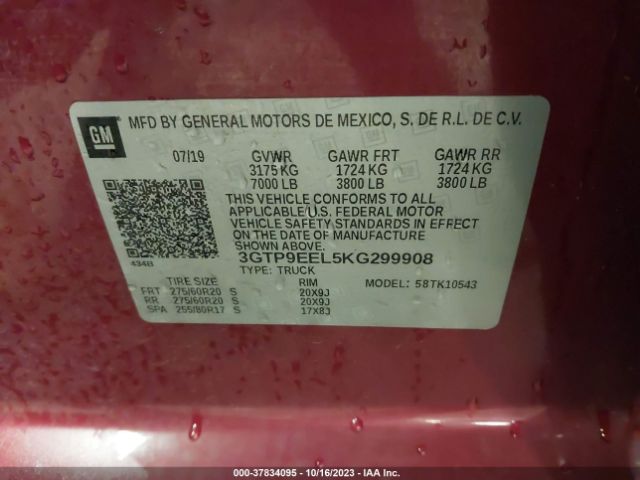 GM
MFD BY GENERAL MOTORS DE MEXICO, S. DE R.L. DE C.V.
07/19 GVWR GAWR FRT GAWR RR
3175 KG 1724 KG 1724 KG
7000 LB 3800 LB 3800 LB
THIS VEHICLE CONFORMS TO ALL
APPLICABLE U.S. FEDERAL MOTOR
VEHICLE SAFETY STANDARDS IN EFFECT
ON THE DATE OF MANUFACTURE
SHOWN ABOVE.
434B 3GTP9EEL5KG299908
TYPE: TRUCK
TIRE SIZE RIM MODEL: 58TK10543
FRT 275/60R20 S 20X9J
RR 275/60R20 S 20X9J
SPA 255/80R17 S 17X8J
000-37834095 - 10/16/2023 - IAA Inc.